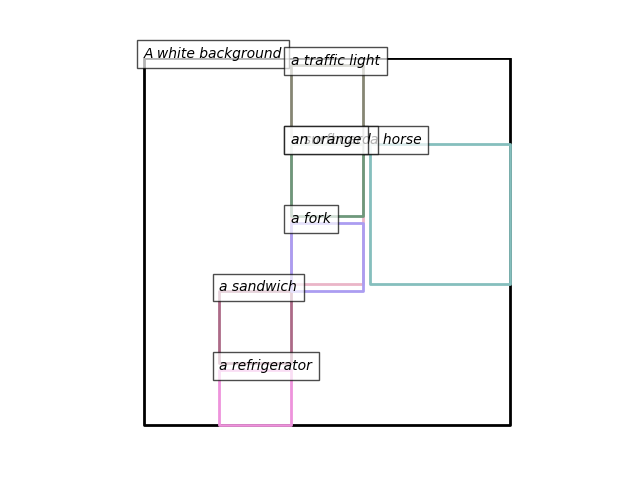 A white background
a traffic light
an orange
horse
a fork
a sandwich
a refrigerator